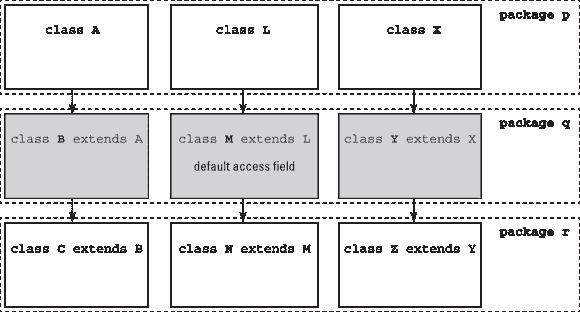 class A class L class X package p
class B extends A class M extends L class Y extends X package q
default access field
class C extends B class N extends M class Z extends Y package r